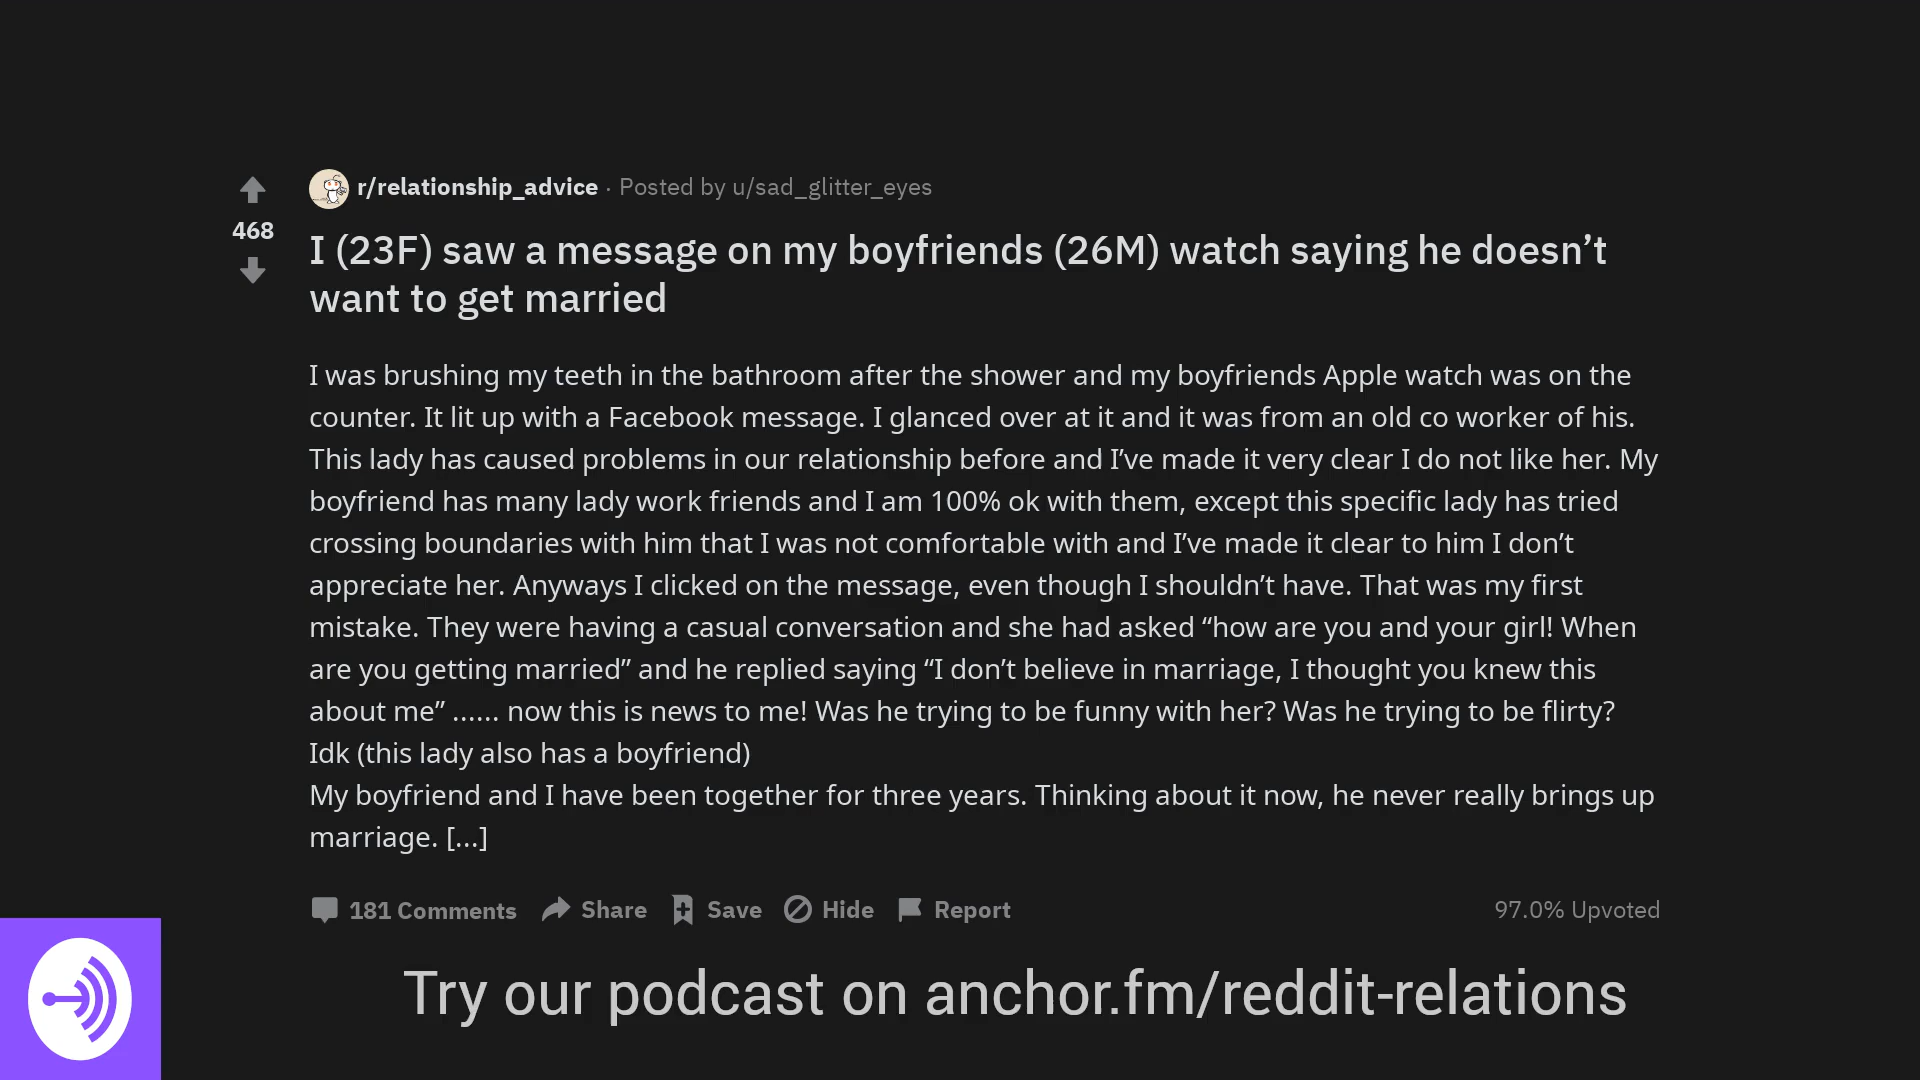 r/relationship_advice · Posted by u/sad_glitter_eyes
468
I (23F) saw a message on my boyfriends (26M) watch saying he doesn’t
want to get married
I was brushing my teeth in the bathroom after the shower and my boyfriends Apple watch was on the
counter. It lit up with a Facebook message. I glanced over at it and it was from an old co worker of his.
This lady has caused problems in our relationship before and I’ve made it very clear I do not like her. My
boyfriend has many lady work friends and I am 100% ok with them, except this specific lady has tried
crossing boundaries with him that I was not comfortable with and I’ve made it clear to him I don’t
appreciate her. Anyways I clicked on the message, even though I shouldn’t have. That was my first
mistake. They were having a casual conversation and she had asked “how are you and your girl! When
are you getting married” and he replied saying “I don’t believe in marriage, I thought you knew this
about me” ...... now this is news to me! Was he trying to be funny with her? Was he trying to be flirty?
Idk (this lady also has a boyfriend)
My boyfriend and I have been together for three years. Thinking about it now, he never really brings up
marriage. [...]
181 Comments Share Save Hide Report 97.0% Upvoted
Try our podcast on anchor.fm/reddit-relations